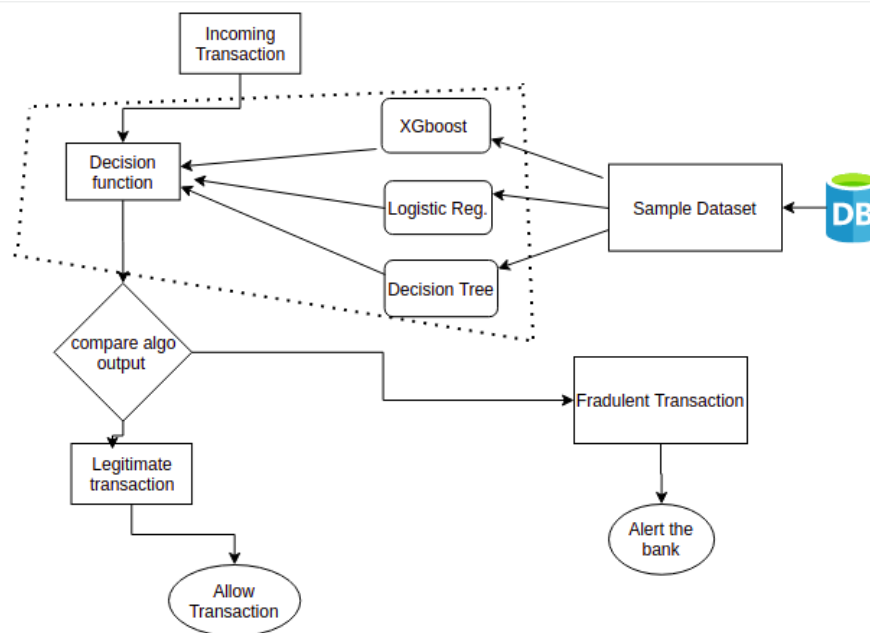 Incoming
Transaction
XGboost
Decision
function
Logistic Reg.
Sample Dataset
DB
Decision Tree
compare algo
output
Fradulent Transaction
Legitimate
transaction
Alert the
bank
Allow
Transaction